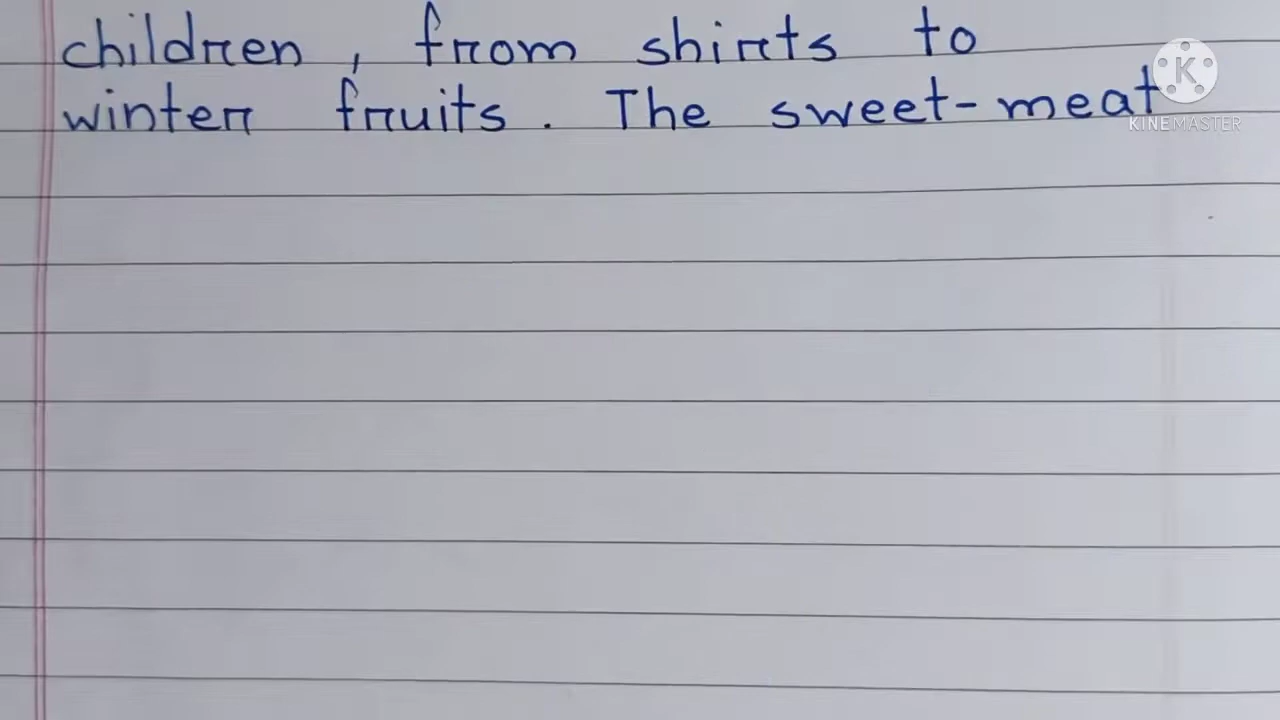 children, from shirts to
winter fruits. The sweet-meat
K
KINEMASTER